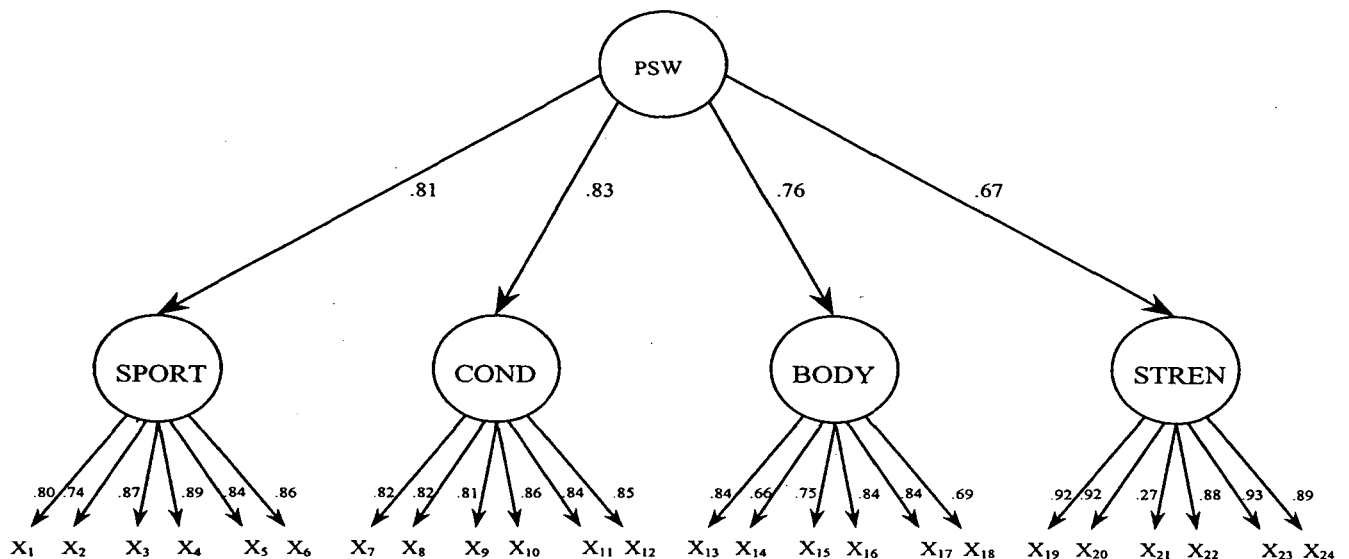 PSW
.81 .83 .76 .67
SPORT COND BODY STREN
.80 .74 .87 .89 .84 .86 .82 .82 .81 .86 .84 .85 .84 .66 .75 .84 .84 .69 .92 .92 .27 .88 .93 .89
X₁ X₂ X₃ X₄ X₅ X₆ X₇ X₈ X₉ X₁₀ X₁₁ X₁₂ X₁₃ X₁₄ X₁₅ X₁₆ X₁₇ X₁₈ X₁₉ X₂₀ X₂₁ X₂₂ X₂₃ X₂₄